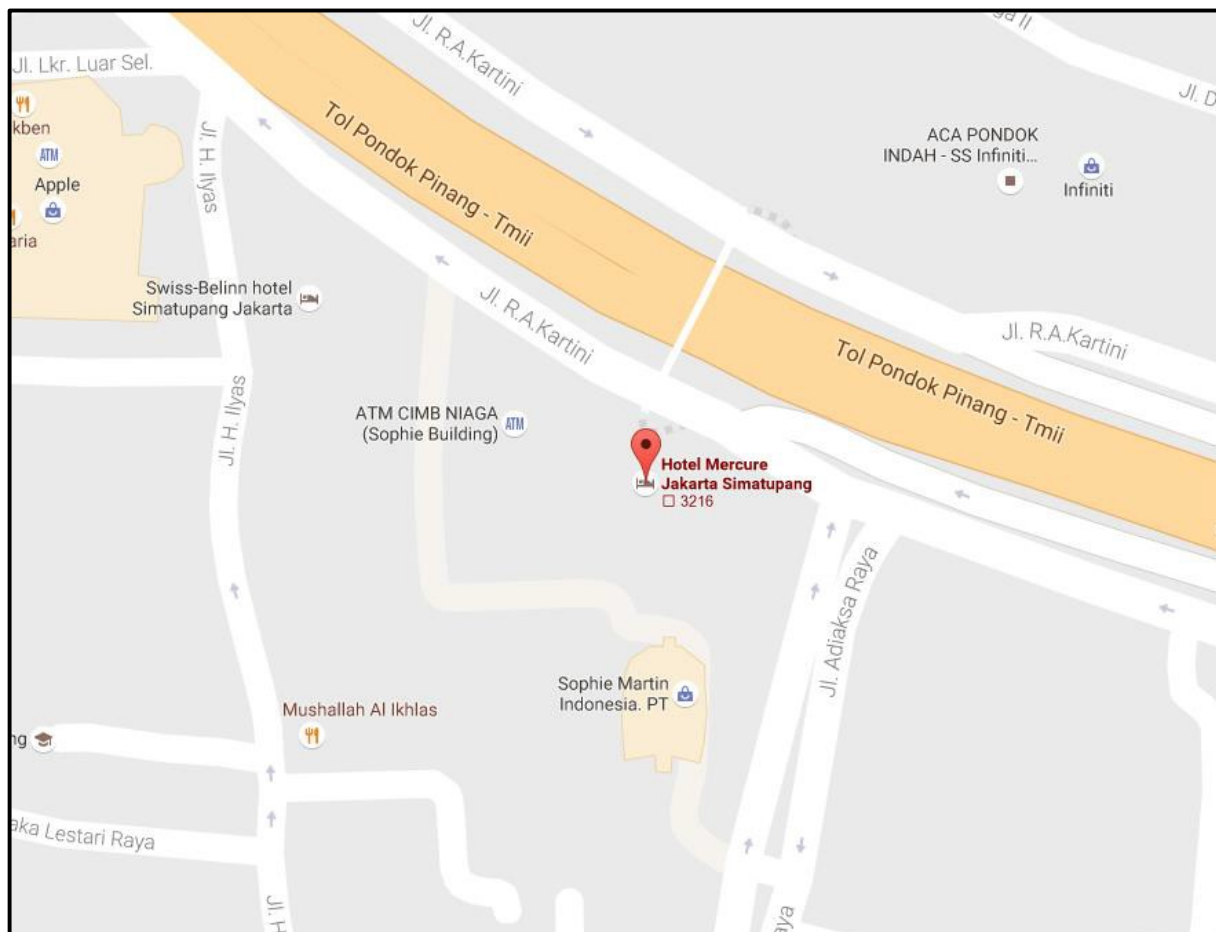 Jl. R.A.Kartini
Jl. Lkr. Luar Sel.
Jl. D
kben
ATM
Apple
aria
Jl. H. Ilyas
Tol Pondok Pinang - Tmii
ACA PONDOK
INDAH - SS Infiniti...
Infiniti
Swiss-Belinn hotel
Simatupang Jakarta
Jl. R.A.Kartini
Jl. R.A.Kartini
Tol Pondok Pinang - Tmii
Jl. H. Ilyas
ATM CIMB NIAGA
(Sophie Building)
ATM
Hotel Mercure
Jakarta Simatupang
3216
Jl. Adiaksa Raya
Sophie Martin
Indonesia. PT
Mushallah Al Ikhlas
ng
aka Lestari Raya
Jl. H
aya